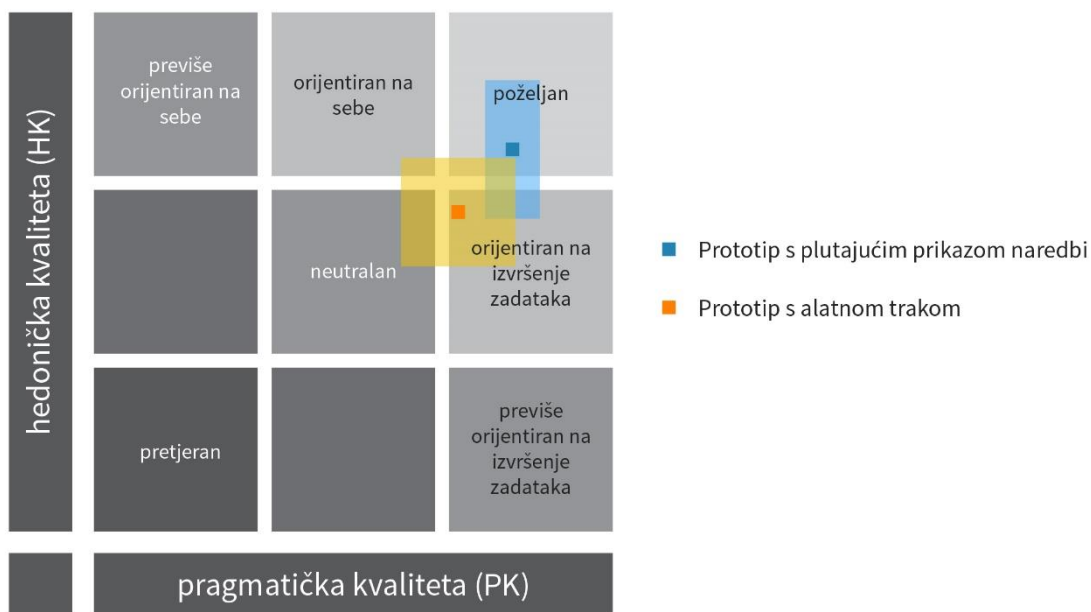 hedonička kvaliteta (HK)
previše
orijentiran na
sebe
orijentiran na
sebe
poželjan
neutralan
orijentiran na
izvršenje
zadataka
pretjeran
previše
orijentiran na
izvršenje
zadataka
pragmatička kvaliteta (PK)
Prototip s plutajućim prikazom naredbi
Prototip s alatnom trakom